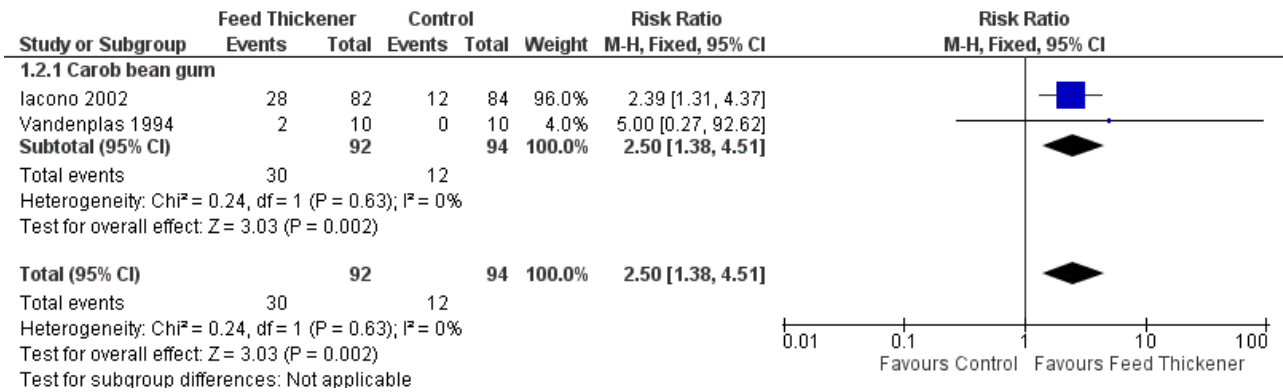 Feed Thickener Control Risk Ratio Risk Ratio
Study or Subgroup Events Total Events Total Weight M-H, Fixed, 95% CI M-H, Fixed, 95% CI
1.2.1 Carob bean gum
Iacono 2002 28 82 12 84 96.0% 2.39 [1.31, 4.37]
Vandenplas 1994 2 10 0 10 4.0% 5.00 [0.27, 92.62]
Subtotal (95% CI) 92 94 100.0% 2.50 [1.38, 4.51]
Total events 30 12
Heterogeneity: Chi² = 0.24, df = 1 (P = 0.63); I² = 0%
Test for overall effect: Z = 3.03 (P = 0.002)
Total (95% CI) 92 94 100.0% 2.50 [1.38, 4.51]
Total events 30 12
Heterogeneity: Chi² = 0.24, df = 1 (P = 0.63); I² = 0%
Test for overall effect: Z = 3.03 (P = 0.002)
Test for subgroup differences: Not applicable
0.01 0.1 1 10 100
Favours Control Favours Feed Thickener